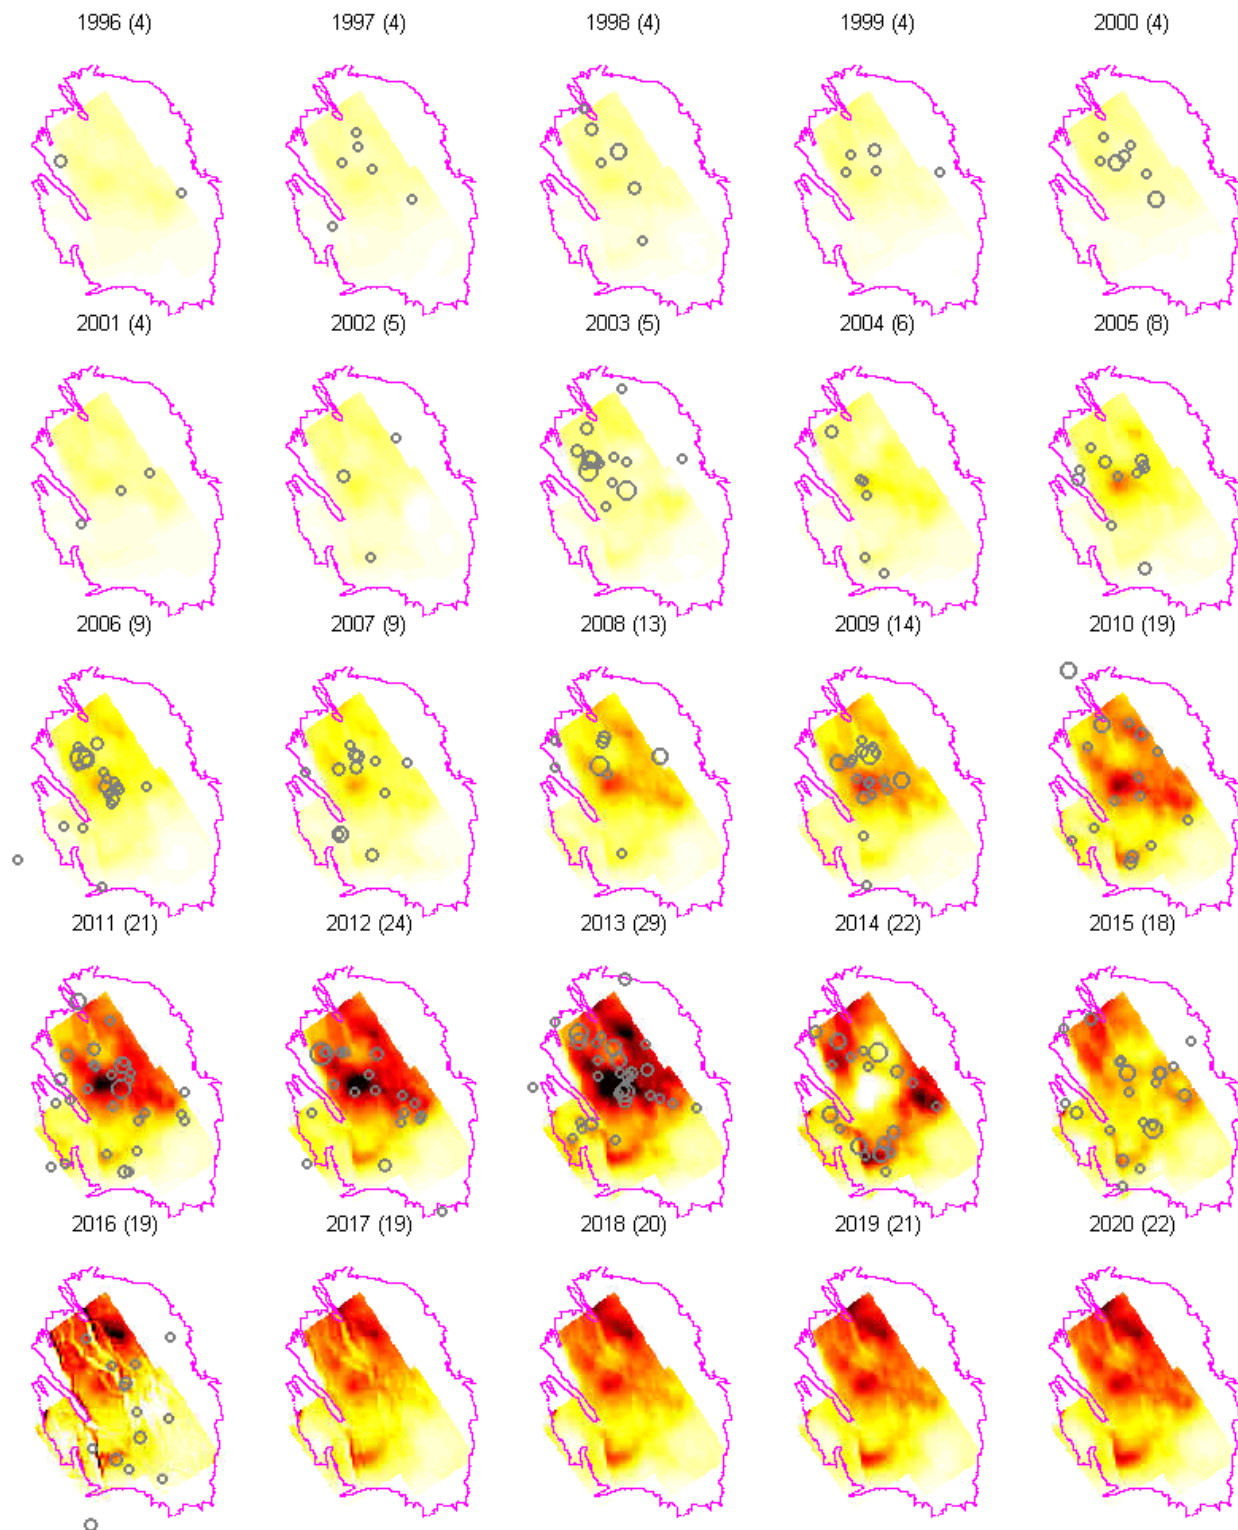 1996 (4) 1997 (4) 1998 (4) 1999 (4) 2000 (4)
2001 (4) 2002 (5) 2003 (5) 2004 (6) 2005 (8)
2006 (9) 2007 (9) 2008 (13) 2009 (14) 2010 (19)
2011 (21) 2012 (24) 2013 (29) 2014 (22) 2015 (18)
2016 (19) 2017 (19) 2018 (20) 2019 (21) 2020 (22)